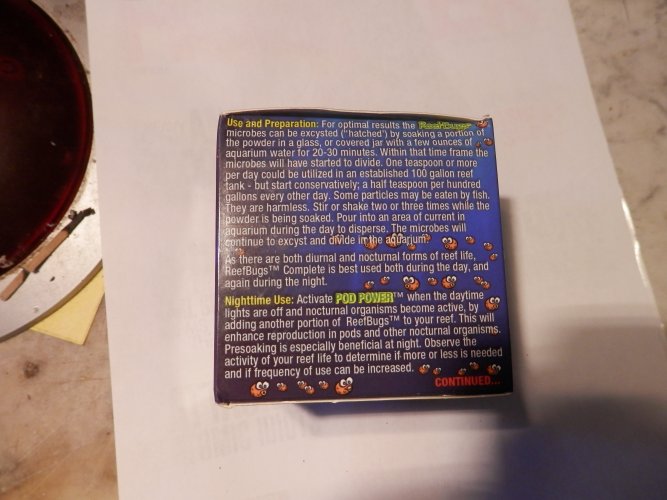 Use and Preparation: For optimal results the ReefBugs™
microbes can be excysted ("hatched') by soaking a portion of
the powder in a glass, or covered jar with a few ounces of
aquarium water for 20-30 minutes. Within that time frame the
microbes will have started to divide. One teaspoon or more
per day could be utilized in an established 100 gallon reef
tank - but start conservatively; a half teaspoon per hundred
gallons every other day. Some particles may be eaten by fish.
They are harmless. Stir or shake two or three times while the
powder is being soaked. Pour into an area of current in
aquarium during the day to disperse. The microbes will
continue to excyst and divide in the aquarium.
As there are both diurnal and nocturnal forms of reef life,
ReefBugs™ Complete is best used both during the day, and
again during the night.
Nighttime Use: Activate POD POWER™ when the daytime
lights are off and nocturnal organisms become active, by
adding another portion of ReefBugs™ to your reef. This will
enhance reproduction in pods and other nocturnal organisms.
Presoaking is especially beneficial at night. Observe the
activity of your reef life to determine if more or less is needed
and if frequency of use can be increased.
CONTINUED...